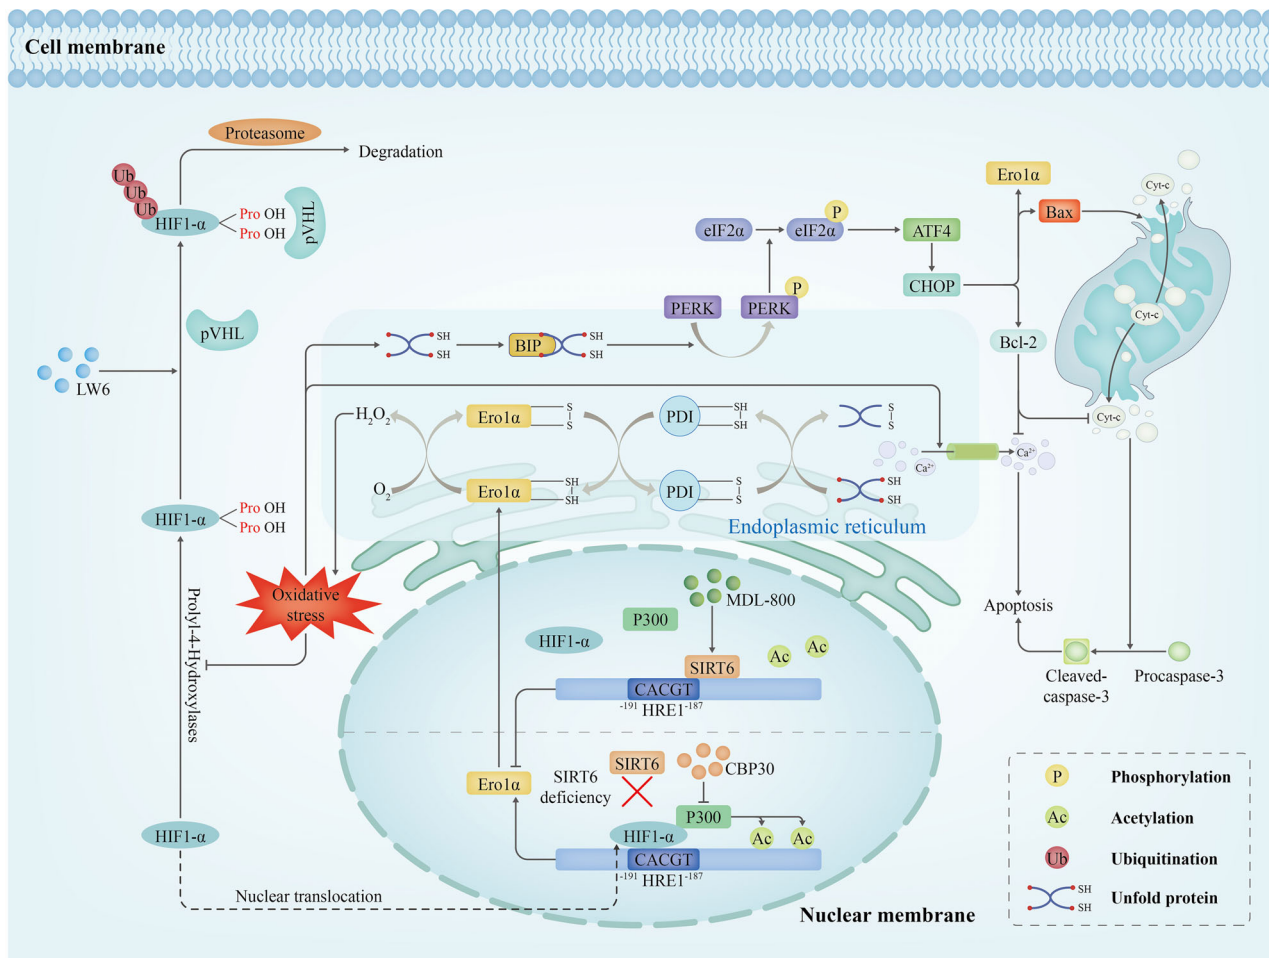 Cell membrane
Proteasome
Degradation
Ub
Ub
Ub
HIF1-α
Pro OH
Pro OH
pVHL
pVHL
LW6
HIF1-α
Pro OH
Pro OH
Prolyl-4-Hydroxylases
Oxidative
stress
HIF1-α
Nuclear translocation
SH
SH
BIP
SH
SH
PERK
PERK
P
eIF2α
eIF2α
P
ATF4
CHOP
Ero1α
Bax
Bcl-2
Cyt-c
Cyt-c
Cyt-c
H2O2
O2
Ero1α
S
S
Ero1α
SH
SH
PDI
SH
SH
PDI
S
S
S
S
SH
SH
Ca2+
Ca2+
Endoplasmic reticulum
Apoptosis
Cleaved-
caspase-3
Procaspase-3
MDL-800
P300
HIF1-α
SIRT6
Ac
Ac
CACGT
-191 HRE1 -187
Ero1α
SIRT6
deficiency
SIRT6
CBP30
P300
HIF1-α
Ac
Ac
CACGT
-191 HRE1 -187
Nuclear membrane
P
Phosphorylation
Ac
Acetylation
Ub
Ubiquitination
SH
SH
Unfold protein